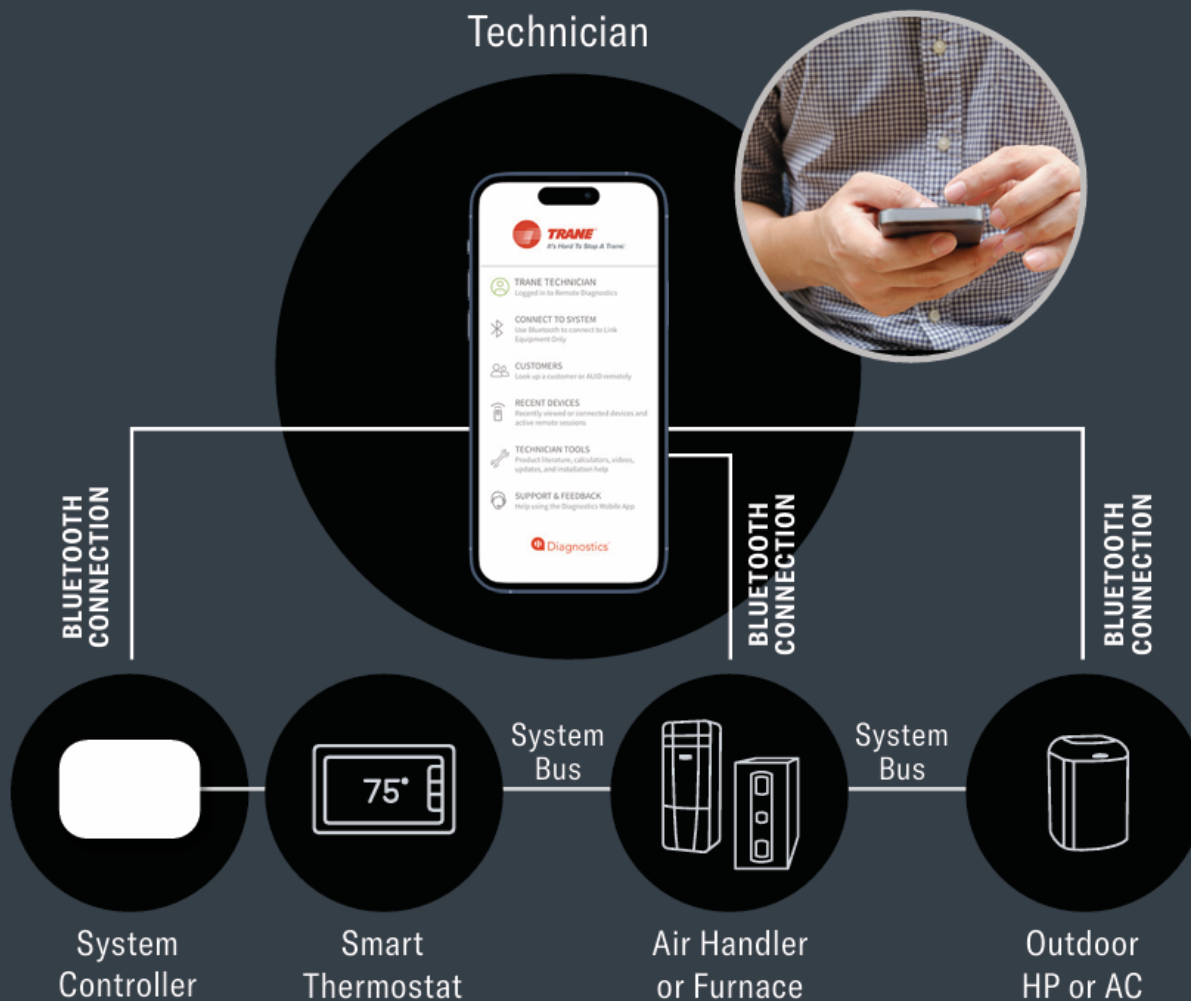 Technician
TRANE
It's Hard To Stop A Trane.
TRANE TECHNICIAN
Logged in to Remote Diagnostics
CONNECT TO SYSTEM
Use Bluetooth to connect to Link
Equipment Only
CUSTOMERS
Look up a customer or AUID remotely
RECENT DEVICES
Recently viewed or connected devices and
active remote sessions
TECHNICIAN TOOLS
Product literature, calculators, videos,
updates, and installation help
SUPPORT & FEEDBACK
Help using the Diagnostics Mobile App
Diagnostics
BLUETOOTH
CONNECTION
BLUETOOTH
CONNECTION
BLUETOOTH
CONNECTION
System
Bus
System
Bus
75°
System
Controller
Smart
Thermostat
Air Handler
or Furnace
Outdoor
HP or AC